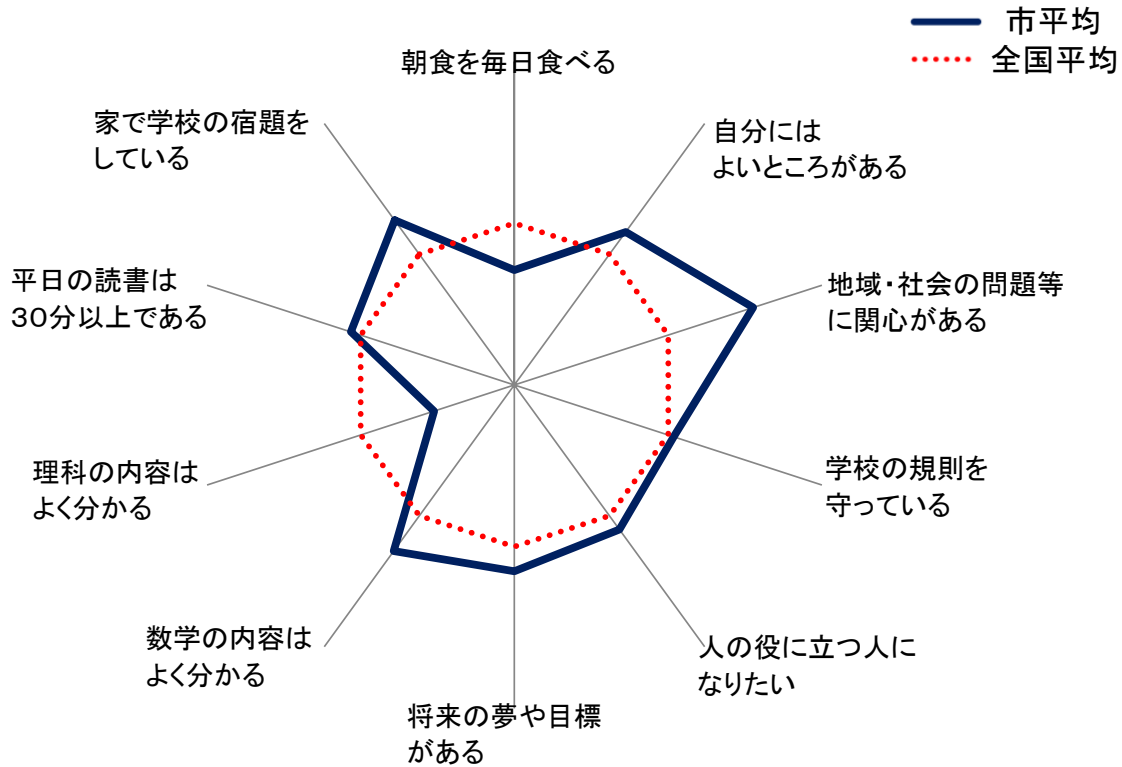 市平均
全国平均
朝食を毎日食べる
自分には
よいところがある
地域・社会の問題等
に関心がある
学校の規則を
守っている
人の役に立つ人に
なりたい
将来の夢や目標
がある
数学の内容は
よく分かる
理科の内容は
よく分かる
平日の読書は
30分以上である
家で学校の宿題を
している